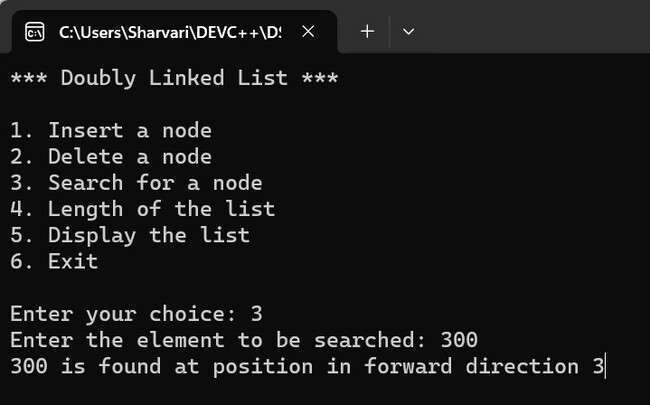 C:\Users\Sharvari\DEVC++\DS
*** Doubly Linked List ***
1. Insert a node
2. Delete a node
3. Search for a node
4. Length of the list
5. Display the list
6. Exit
Enter your choice: 3
Enter the element to be searched: 300
300 is found at position in forward direction 3